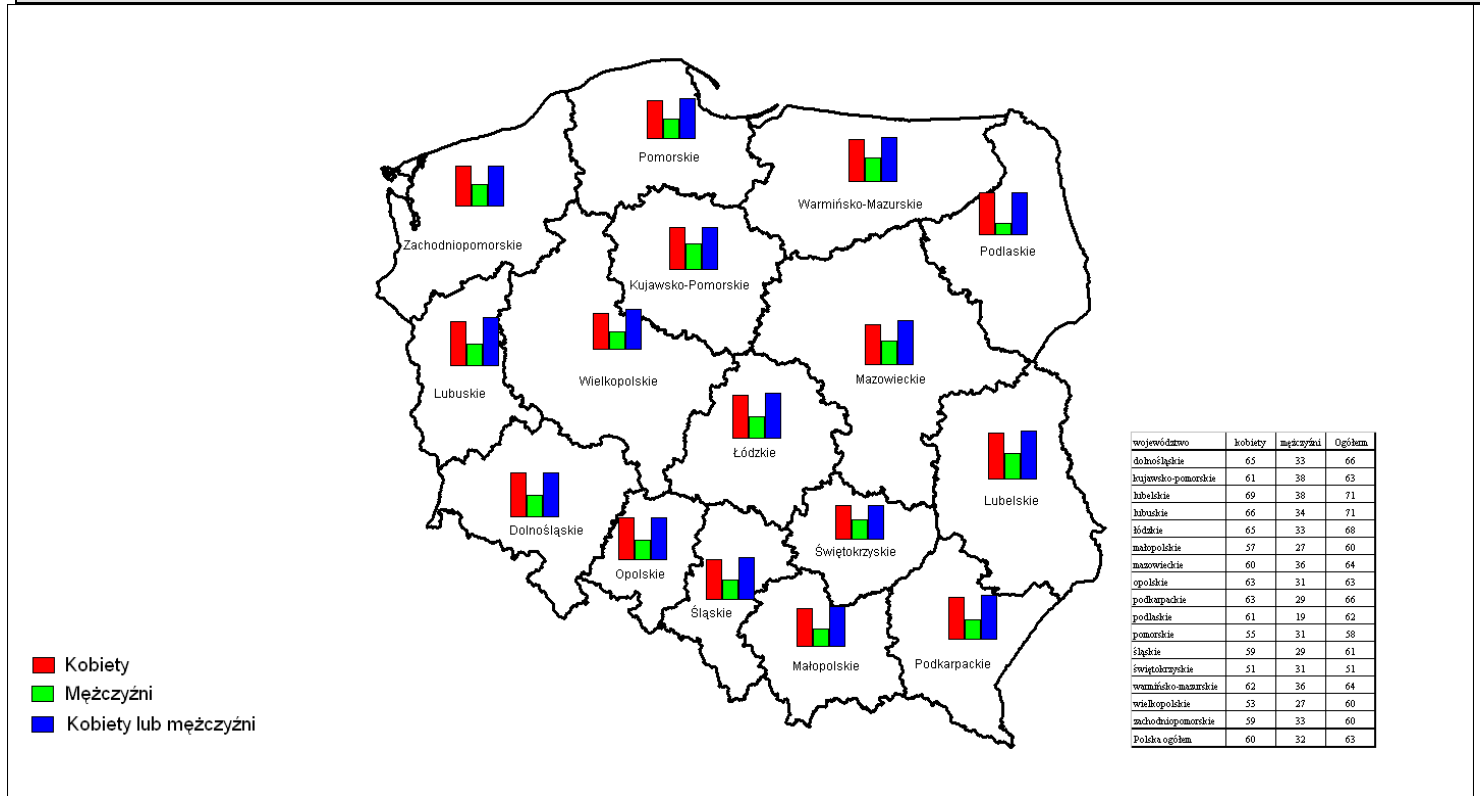 Pomorskie
Warmińsko-Mazurskie
Zachodniopomorskie
Podlaskie
Kujawsko-Pomorskie
Wielkopolskie
Mazowieckie
Lubuskie
Łódzkie
Lubelskie
Dolnośląskie
Świętokrzyskie
Opolskie
Śląskie
Małopolskie
Podkarpackie
Kobiety
Mężczyźni
Kobiety lub mężczyźni
województwo kobiety mężczyźni Ogółem
dolnośląskie 65 33 66
kujawsko-pomorskie 61 38 63
lubelskie 69 38 71
lubuskie 66 34 71
łódzkie 65 33 68
małopolskie 57 27 60
mazowieckie 60 36 64
opolskie 63 31 63
podkarpackie 63 29 66
podlaskie 61 19 62
pomorskie 55 31 58
śląskie 59 29 61
świętokrzyskie 51 31 51
warmińsko-mazurskie 62 36 64
wielkopolskie 53 27 60
zachodniopomorskie 59 33 60
Polska ogółem 60 32 63